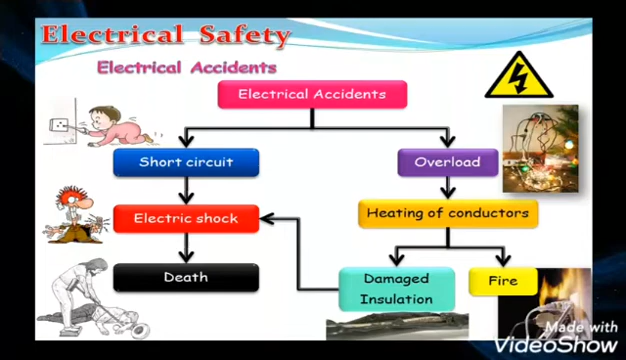 Electrical Safety
Electrical Accidents
Electrical Accidents
Short circuit
Overload
Electric shock
Heating of conductors
Death
Damaged
Insulation
Fire
Made with
VideoShow